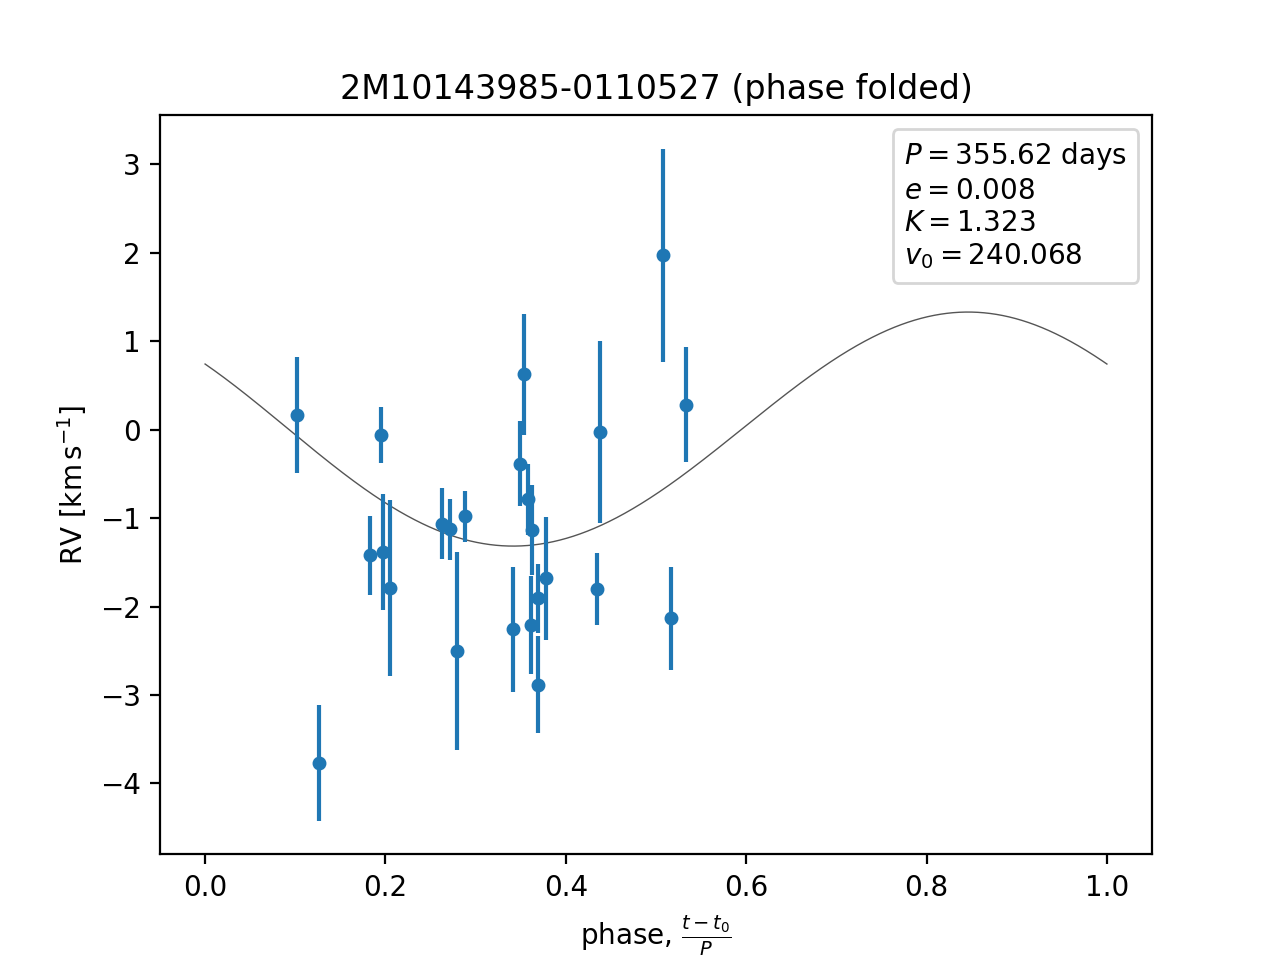 2M10143985-0110527 (phase folded)
P = 355.62 days
e = 0.008
K = 1.323
v₀ = 240.068
RV [km s⁻¹]
3
2
1
0
−1
−2
−3
−4
0.0 0.2 0.4 0.6 0.8 1.0
phase, (t − t₀)/P